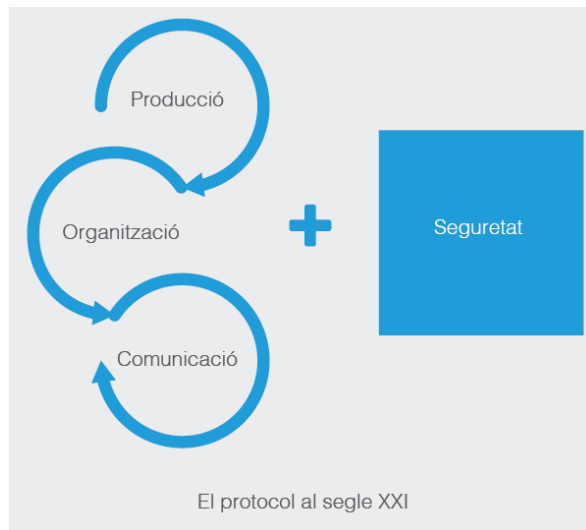 Producció
Organització
Seguretat
Comunicació
El protocol al segle XXI